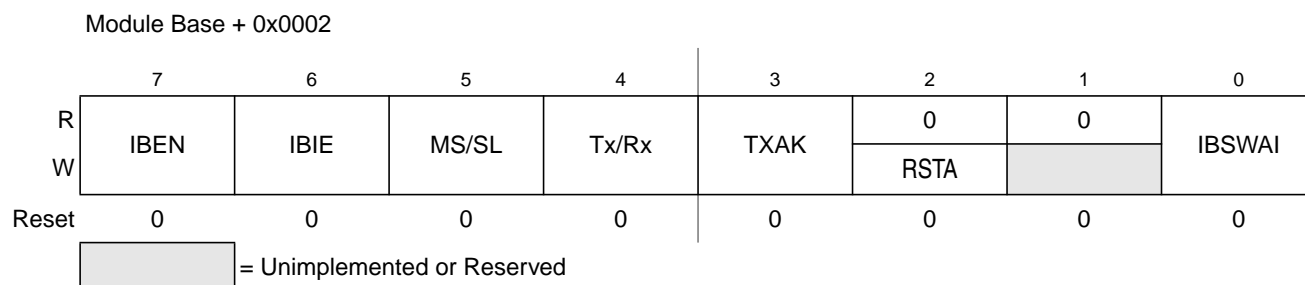 Module Base + 0x0002
7 6 5 4 3 2 1 0
R IBEN IBIE MS/SL Tx/Rx TXAK 0 0 IBSWAI
W RSTA
Reset 0 0 0 0 0 0 0 0
= Unimplemented or Reserved